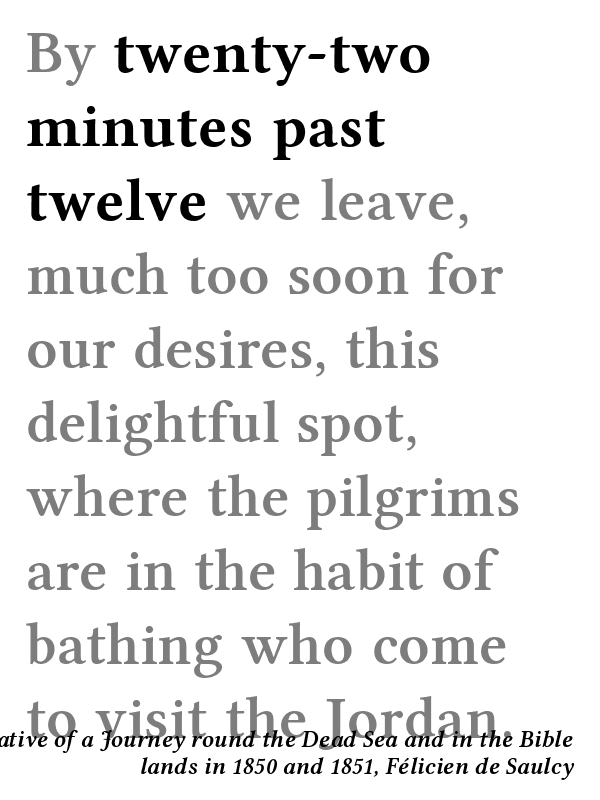 By twenty-two
minutes past
twelve we leave,
much too soon for
our desires, this
delightful spot,
where the pilgrims
are in the habit of
bathing who come
to visit the Jordan.
of a Journey round the Dead Sea and in the Bible
lands in 1850 and 1851, Félicien de Saulcy